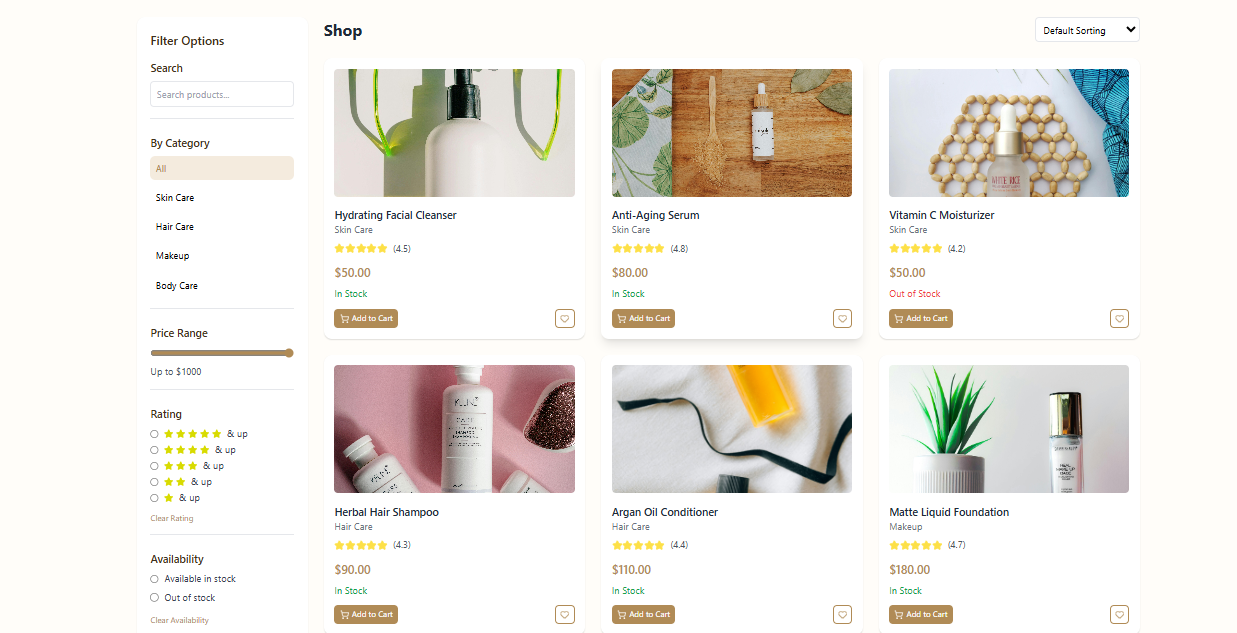 Filter Options
Search
Search products...
By Category
All
Skin Care
Hair Care
Makeup
Body Care
Price Range
Up to $1000
Rating
& up
& up
& up
& up
& up
Clear Rating
Availability
Available in stock
Out of stock
Clear Availability
Shop
Default Sorting
Hydrating Facial Cleanser
Skin Care
(4.5)
$50.00
In Stock
Add to Cart
Anti-Aging Serum
Skin Care
(4.8)
$80.00
In Stock
Add to Cart
WHITE RICE
Vitamin C Moisturizer
Skin Care
(4.2)
$50.00
Out of Stock
Add to Cart
KEUNE
CARE
Herbal Hair Shampoo
Hair Care
(4.3)
$90.00
In Stock
Add to Cart
Argan Oil Conditioner
Hair Care
(4.4)
$110.00
In Stock
Add to Cart
Matte Liquid Foundation
Makeup
(4.7)
$180.00
In Stock
Add to Cart